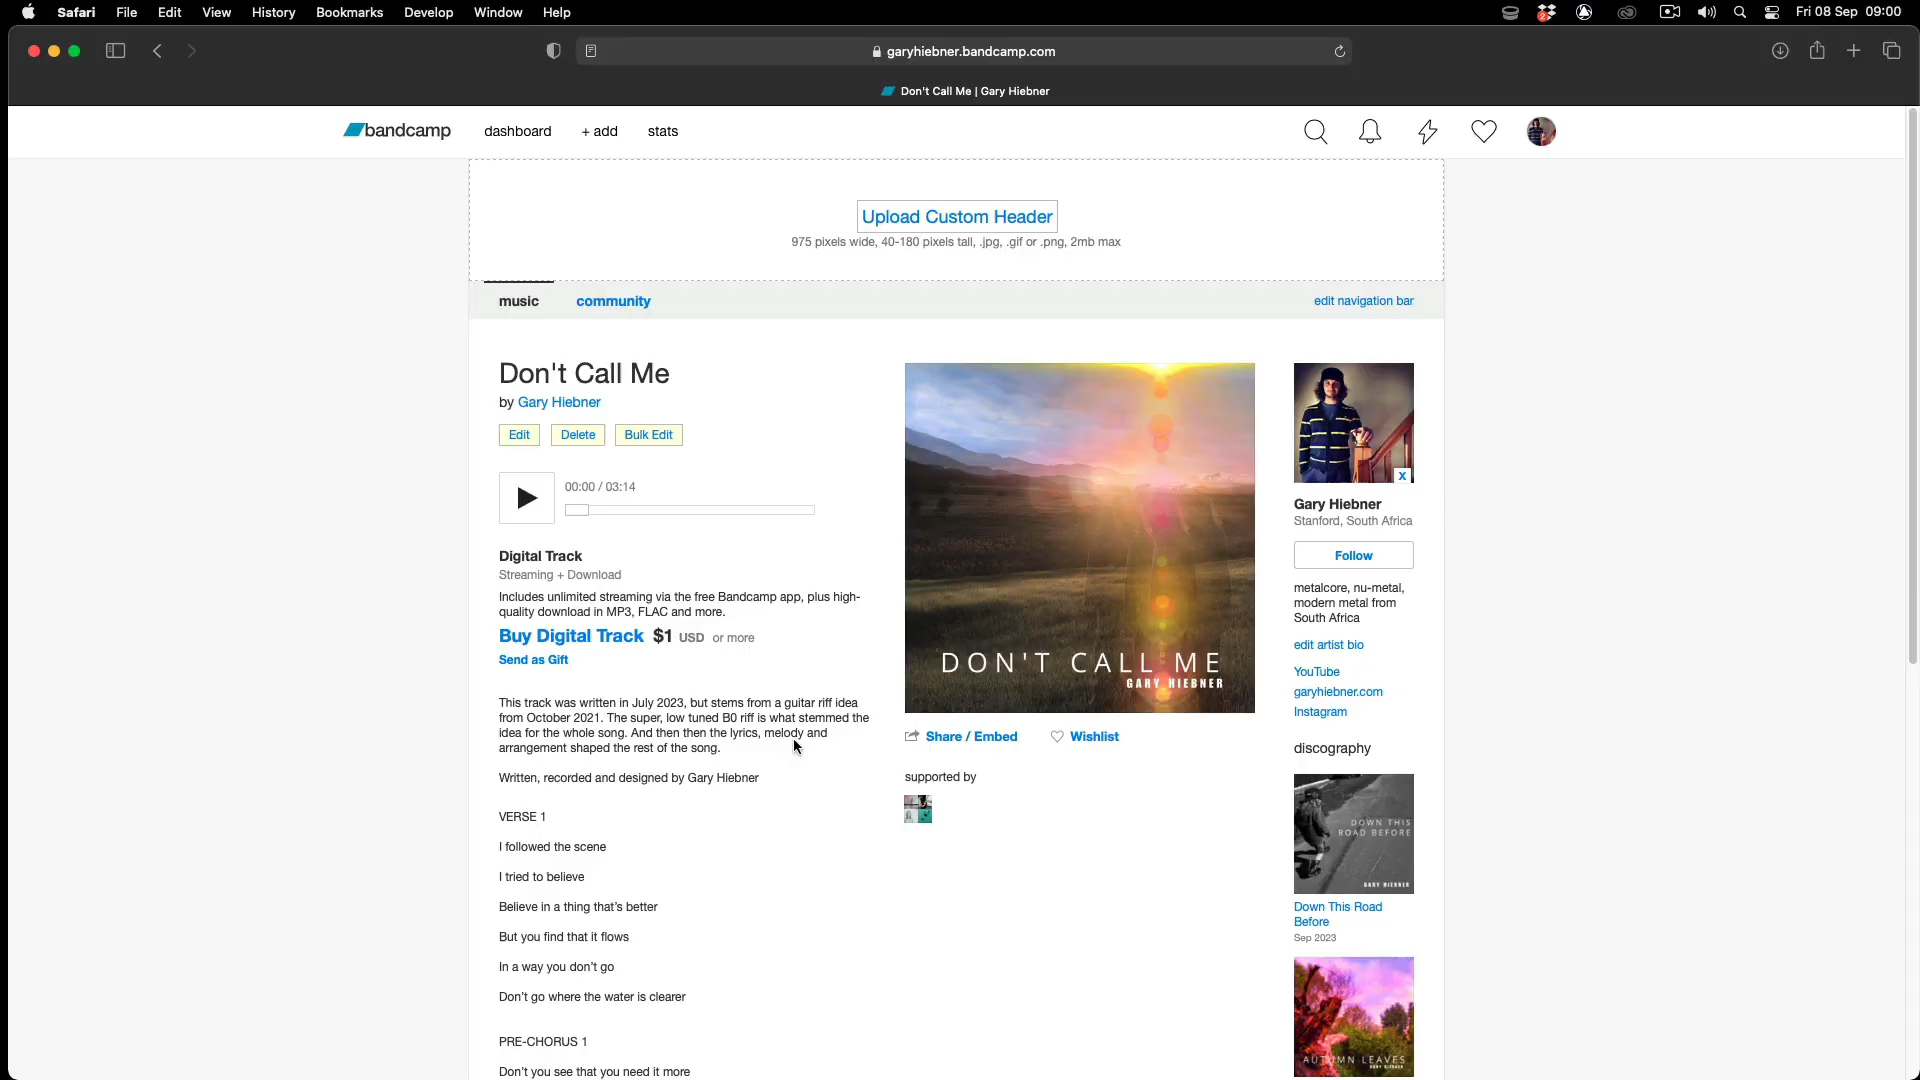 Safari File Edit View History Bookmarks Develop Window Help
2
Fri 08 Sep 09:00
garyhiebner.bandcamp.com
Don't Call Me | Gary Hiebner
bandcamp dashboard + add stats
Upload Custom Header
975 pixels wide, 40-180 pixels tall, .jpg, .gif or .png, 2mb max
music community edit navigation bar
Don't Call Me
by Gary Hiebner
Edit Delete Bulk Edit
00:00 / 03:14
Digital Track
Streaming + Download
Includes unlimited streaming via the free Bandcamp app, plus high-
quality download in MP3, FLAC and more.
Buy Digital Track $1 USD or more
Send as Gift
This track was written in July 2023, but stems from a guitar riff idea
from October 2021. The super, low tuned B0 riff is what stemmed the
idea for the whole song. And then then the lyrics, melody and
arrangement shaped the rest of the song.
Written, recorded and designed by Gary Hiebner
VERSE 1
I followed the scene
I tried to believe
Believe in a thing that’s better
But you find that it flows
In a way you don’t go
Don’t go where the water is clearer
PRE-CHORUS 1
Don’t you see that you need it more
DON'T CALL ME
GARY HIEBNER
Share / Embed Wishlist
supported by
x
Gary Hiebner
Stanford, South Africa
Follow
metalcore, nu-metal,
modern metal from
South Africa
edit artist bio
YouTube
garyhiebner.com
Instagram
discography
DOWN THIS
ROAD BEFORE
GARY HIEBNER
Down This Road
Before
Sep 2023
AUTUMN LEAVES
GARY HIEBNER